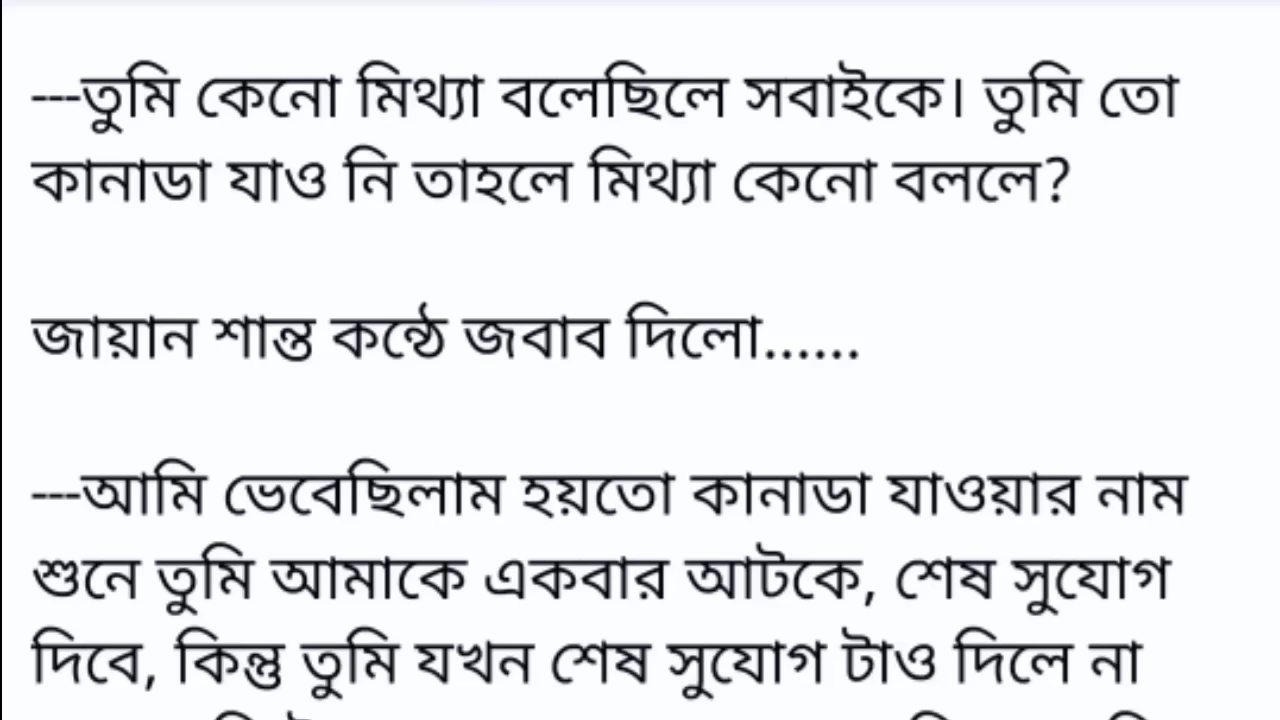 ---তুমি কেনো মিথ্যা বলেছিলে সবাইকে। তুমি তো
কানাডা যাও নি তাহলে মিথ্যা কেনো বললে?
জায়ান শান্ত কন্ঠে জবাব দিলো......
---আমি ভেবেছিলাম হয়তো কানাডা যাওয়ার নাম
শুনে তুমি আমাকে একবার আটকে, শেষ সুযোগ
দিবে, কিন্তু তুমি যখন শেষ সুযোগ টাও দিলে না